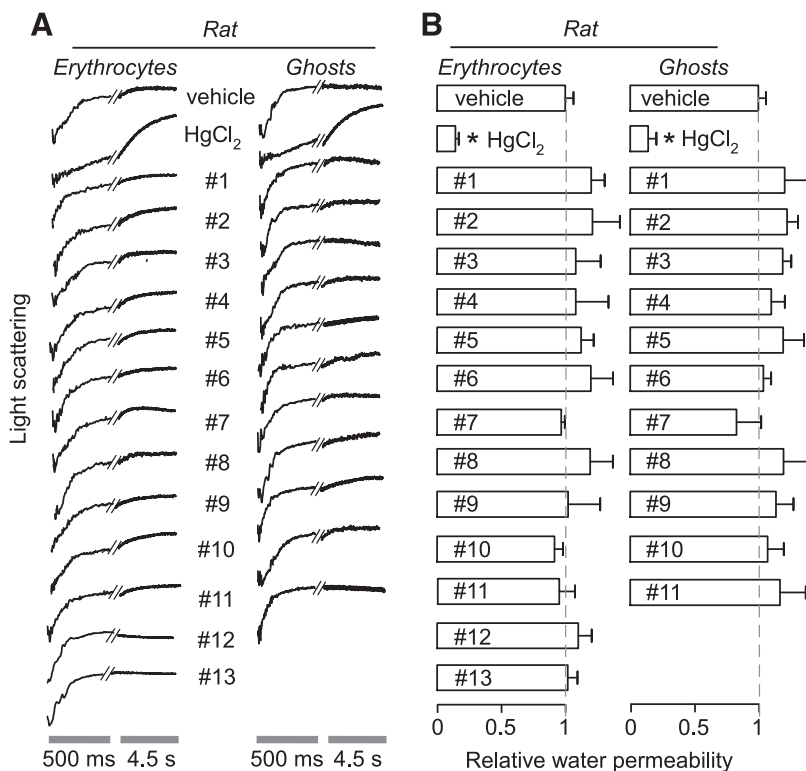 A
Rat
Erythrocytes
Ghosts
vehicle
HgCl2
#1
#2
#3
#4
#5
#6
#7
#8
#9
#10
#11
#12
#13
Light scattering
500 ms
4.5 s
500 ms
4.5 s
B
Rat
Erythrocytes
Ghosts
vehicle
* HgCl2
#1
#2
#3
#4
#5
#6
#7
#8
#9
#10
#11
#12
#13
vehicle
* HgCl2
#1
#2
#3
#4
#5
#6
#7
#8
#9
#10
#11
0 0.5 1
0 0.5 1
Relative water permeability